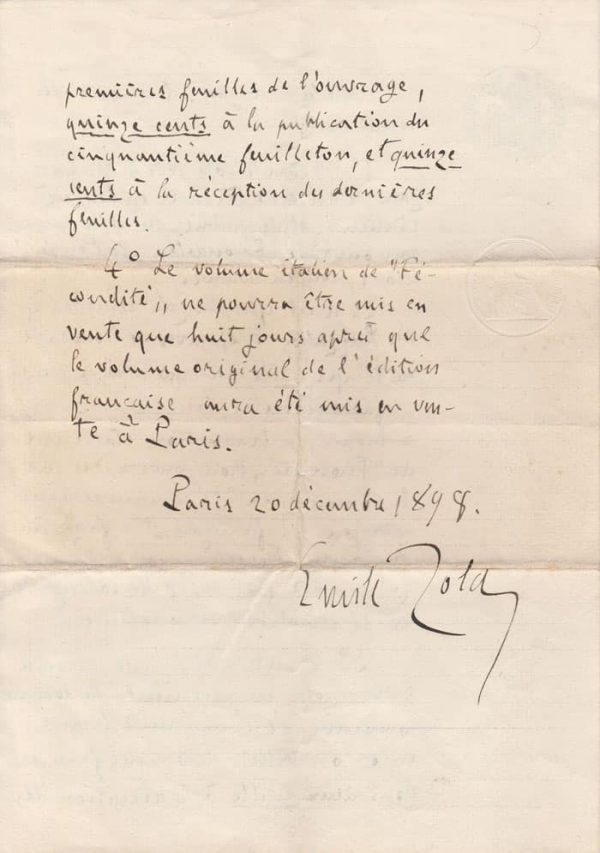 premières feuilles de l'ouvrage,
quinze cents à la publication du
cinquantième feuilleton, et quinze
cents à la réception des dernières
feuilles.
4° Le volume italien de "Fé-
condité,, ne pourra être mis en
vente que huit jours après que
le volume original de l'édition
française aura été mis en ven-
te à Paris.
Paris 20 décembre 1898.
Emile Zola